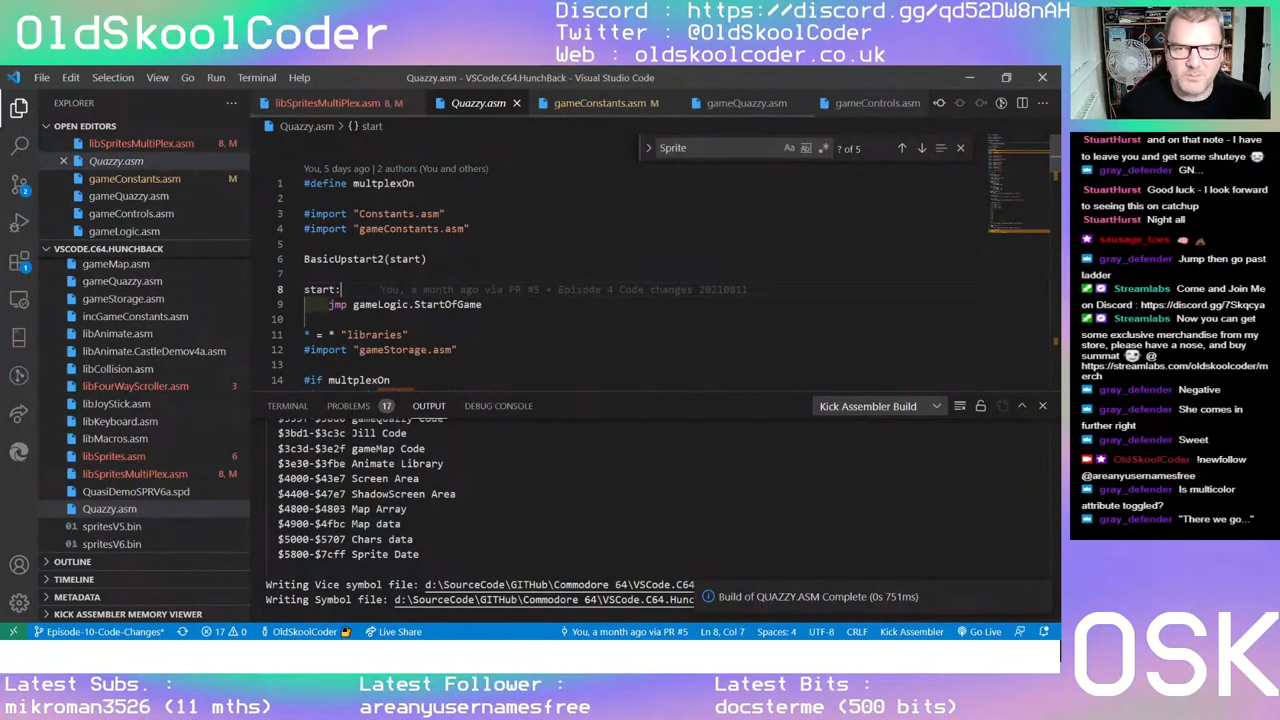 OldSkoolCoder
Discord : https://discord.gg/qd52DW8nAH
Twitter : @OldSkoolCoder
Web : oldskoolcoder.co.uk
File Edit Selection View Go Run Terminal Help
Quazzy.asm - VSCode.C64.HunchBack - Visual Studio Code
EXPLORER
OPEN EDITORS
libSpritesMultiPlex.asm 8, M
Quazzy.asm
gameConstants.asm M
gameQuazzy.asm
gameControls.asm
gameLogic.asm
VSCODE.C64.HUNCHBACK
gameMap.asm
gameQuazzy.asm
gameStorage.asm
incGameConstants.asm
libAnimate.asm
libAnimate.CastleDemov4a.asm
libCollision.asm
libFourWayScroller.asm 3
libJoyStick.asm
libKeyboard.asm
libMacros.asm
libSprites.asm 6
libSpritesMultiPlex.asm 8, M
QuasiDemoSPRV6a.spd
Quazzy.asm
spritesV5.bin
spritesV6.bin
OUTLINE
TIMELINE
METADATA
KICK ASSEMBLER MEMORY VIEWER
2
1
libSpritesMultiPlex.asm 8, M
Quazzy.asm
gameConstants.asm M
gameQuazzy.asm
gameControls.asm
Quazzy.asm > {} start
Sprite
Aa
? of 5
You, 5 days ago | 2 authors (You and others)
1 #define multplexOn
2
3 #import "Constants.asm"
4 #import "gameConstants.asm"
5
6 BasicUpstart2(start)
7
8 start: You, a month ago via PR #5 • Episode 4 Code changes 20210811
9 jmp gameLogic.StartOfGame
10
11 * = * "libraries"
12 #import "gameStorage.asm"
13
14 #if multplexOn
TERMINAL PROBLEMS 17 OUTPUT DEBUG CONSOLE
Kick Assembler Build
$3bd1-$3c3c Jill Code
$3c3d-$3e2f gameMap Code
$3e30-$3fbe Animate Library
$4000-$43e7 Screen Area
$4400-$47e7 ShadowScreen Area
$4800-$4803 Map Array
$4900-$4fbc Map data
$5000-$5707 Chars data
$5800-$7cff Sprite Date
Writing Vice symbol file: d:\SourceCode\GITHub\Commodore 64\VSCode.C64
Writing Symbol file: d:\SourceCode\GITHub\Commodore 64\VSCode.C64.Hunc
Build of QUAZZY.ASM Complete (0s 751ms)
Episode-10-Code-Changes* 17 0 OldSkoolCoder Live Share You, a month ago via PR #5 Ln 8, Col 7 Spaces: 4 UTF-8 CRLF Kick Assembler Go Live
StuartHurst and on that note - I have
to leave you and get some shuteye
gray_defender GN...
StuartHurst Good luck - I look forward
to seeing this on catchup
StuartHurst Night all
sausage_toes
gray_defender Jump then go past
ladder
Streamlabs Come and Join Me
on Discord : https://discord.gg/7Skqcya
Streamlabs Now you can get
some exclusive merchandise from my
store, please have a nose, and buy
summat @
https://streamlabs.com/oldskoolcoder/m
erch
gray_defender Negative
gray_defender She comes in
further right
gray_defender Sweet
OldSkoolCoder !newfollow
@areanyusernamesfree
gray_defender Is multicolor
attribute toggled?
gray_defender "There we go..."
OSK
Latest Subs. :
mikroman3526 (11 mths)
Latest Follower :
areanyusernamesfree
Latest Bits :
docsterme (500 bits)